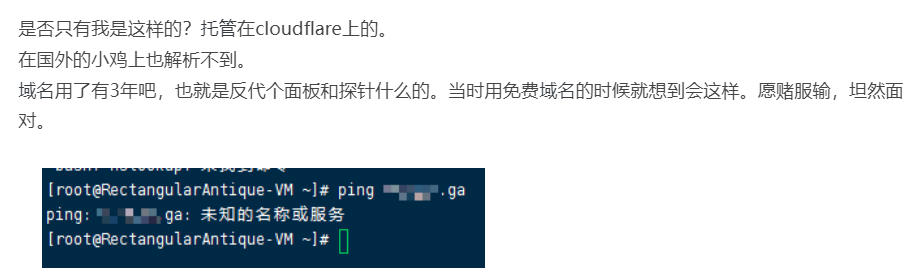 是否只有我是这样的？托管在cloudflare上的。
在国外的小鸡上也解析不到。
域名用了有3年吧，也就是反代个面板和探针什么的。当时用免费域名的时候就想到会这样。愿赌服输，坦然面
对。
[root@RectangularAntique-VM ~]# ping .ga
ping: .ga: 未知的名称或服务
[root@RectangularAntique-VM ~]#